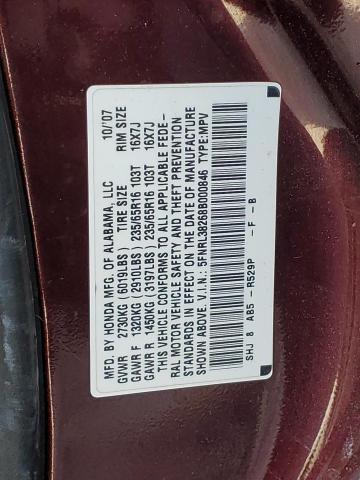 MFD. BY HONDA MFG. OF ALABAMA, LLC 10/07
GVWR 2730KG (6019LBS) TIRE SIZE RIM SIZE
GAWR F 1320KG (2910LBS) 235/65R16 103T 16X7J
GAWR R 1450KG (3197LBS) 235/65R16 103T 16X7J
THIS VEHICLE CONFORMS TO ALL APPLICABLE FEDE-
RAL MOTOR VEHICLE SAFETY AND THEFT PREVENTION
STANDARDS IN EFFECT ON THE DATE OF MANUFACTURE
SHOWN ABOVE. V.I.N.: 5FNRL38268B000846 TYPE:MPV
SHJ 8 AB5 - R529P - F - B